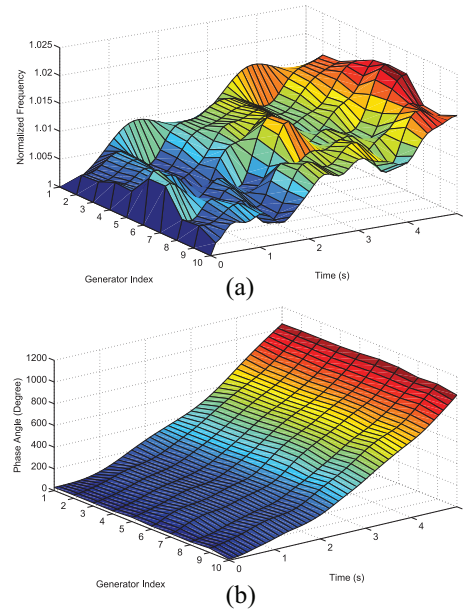 1.025
1.02
1.015
1.01
1.005
1
Normalized Frequency
1 2 3 4 5 6 7 8 9 10
0 1 2 3 4
Generator Index
Time (s)
(a)
1200
1000
800
600
400
200
0
Phase Angle (Degree)
1 2 3 4 5 6 7 8 9 10
0 1 2 3 4
Generator Index
Time (s)
(b)